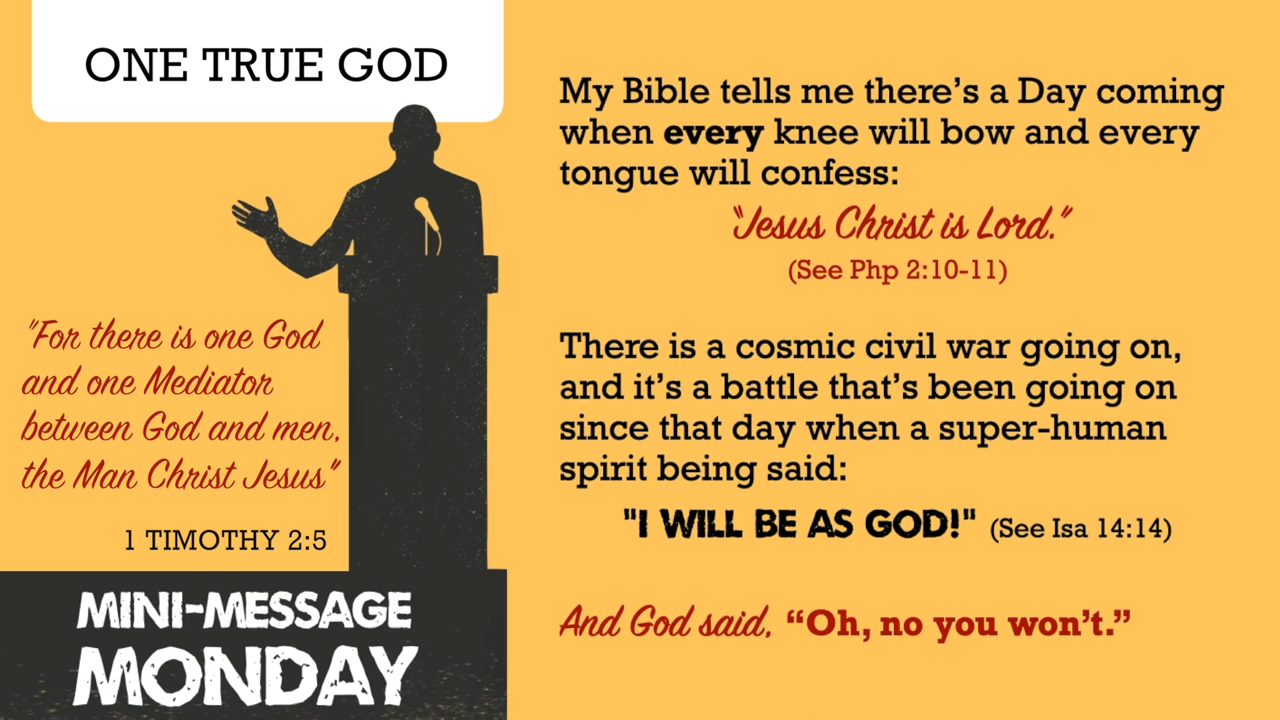 ONE TRUE GOD
"For there is one God
and one Mediator
between God and men,
the Man Christ Jesus"
1 TIMOTHY 2:5
MINI-MESSAGE
MONDAY
My Bible tells me there’s a Day coming
when every knee will bow and every
tongue will confess:
“Jesus Christ is Lord.”
(See Php 2:10-11)
There is a cosmic civil war going on,
and it’s a battle that’s been going on
since that day when a super-human
spirit being said:
"I WILL BE AS GOD!" (See Isa 14:14)
And God said, “Oh, no you won’t.”